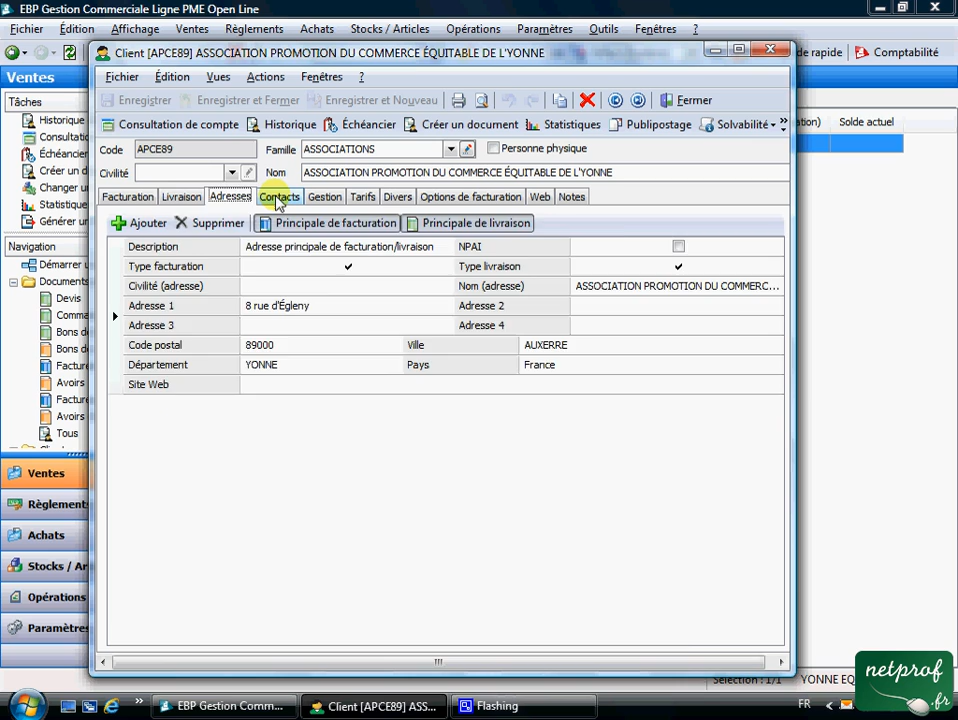 EBP Gestion Commerciale Ligne PME Open Line
Fichier Édition Affichage Ventes Règlements Achats Stocks / Articles Opérations Paramètres Outils Fenêtres ?
de rapide Comptabilité
Client [APCE89] ASSOCIATION PROMOTION DU COMMERCE ÉQUITABLE DE L'YONNE
Ventes
Fichier Édition Vues Actions Fenêtres ?
Tâches
Enregistrer Enregistrer et Fermer Enregistrer et Nouveau Fermer
Historique
Solde actuel
Consultation de compte Historique Échéancier Créer un document Statistiques Publipostage Solvabilité
Consultatio
Échéancier
Code APCE89 Famille ASSOCIATIONS Personne physique
Créer un d
Civilité Nom ASSOCIATION PROMOTION DU COMMERCE ÉQUITABLE DE L'YONNE
Changer u
Facturation Livraison Adresses Contacts Gestion Tarifs Divers Options de facturation Web Notes
Statistique
Générer u
Ajouter Supprimer Principale de facturation Principale de livraison
Navigation
Description Adresse principale de facturation/livraison NPAI
Démarrer
Type facturation Type livraison
Documents
Civilité (adresse) Nom (adresse) ASSOCIATION PROMOTION DU COMMERC...
Devis
Adresse 1 8 rue d'Égleny Adresse 2
Comma
Adresse 3 Adresse 4
Bons d
Code postal 89000 Ville AUXERRE
Bons d
Département YONNE Pays France
Facture
Site Web
Avoirs
Facture
Avoirs
Tous
Ventes
Règlement
Achats
Stocks / Ar
Opérations
Paramètre
Sélection : 1/1 YONNE EQ
netprof
.fr
EBP Gestion Comm... Client [APCE89] AS... Flashing FR